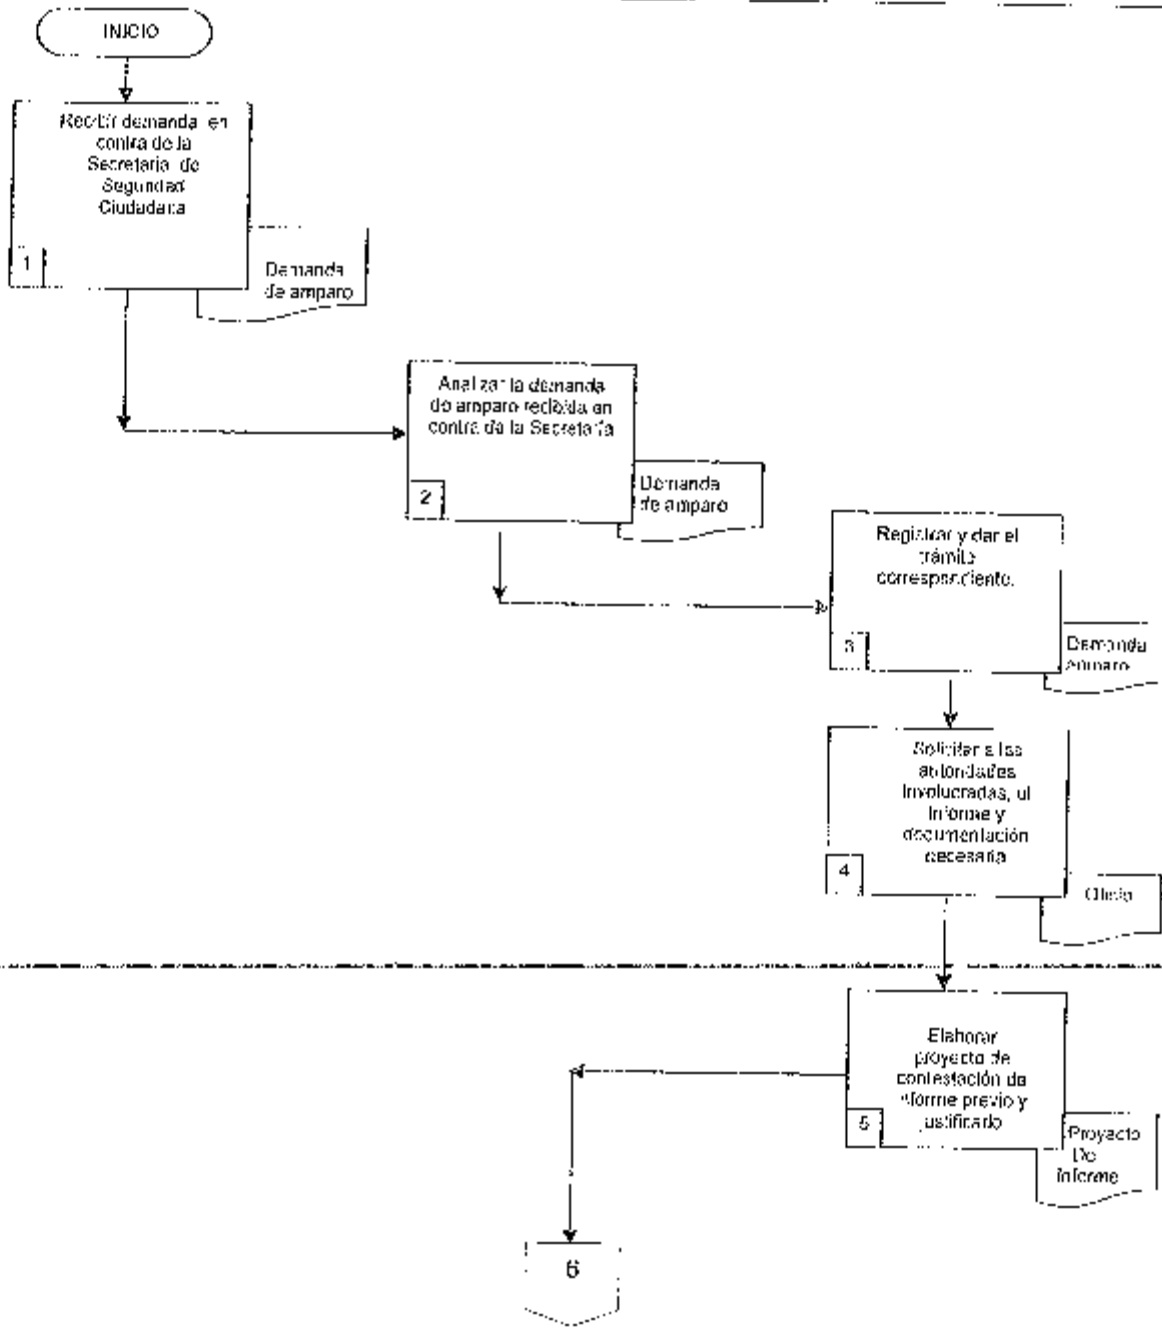 INICIO
Recibir demanda en
contra de la
Secretaria de
Seguridad
Ciudadana
1
Demanda
de amparo
Analizar la demanda
de amparo recibida en
contra de la Secretaría
2
Demanda
de amparo
Registrar y dar el
trámite
correspondiente.
3
Demanda
Amparo
Solicitar a las
autoridades
involucradas, el
Informe y
documentación
necesaria
4
Oficio
Elaborar
proyecto de
contestación de
informe previo y
justificado
5
Proyecto
De
Informe
6